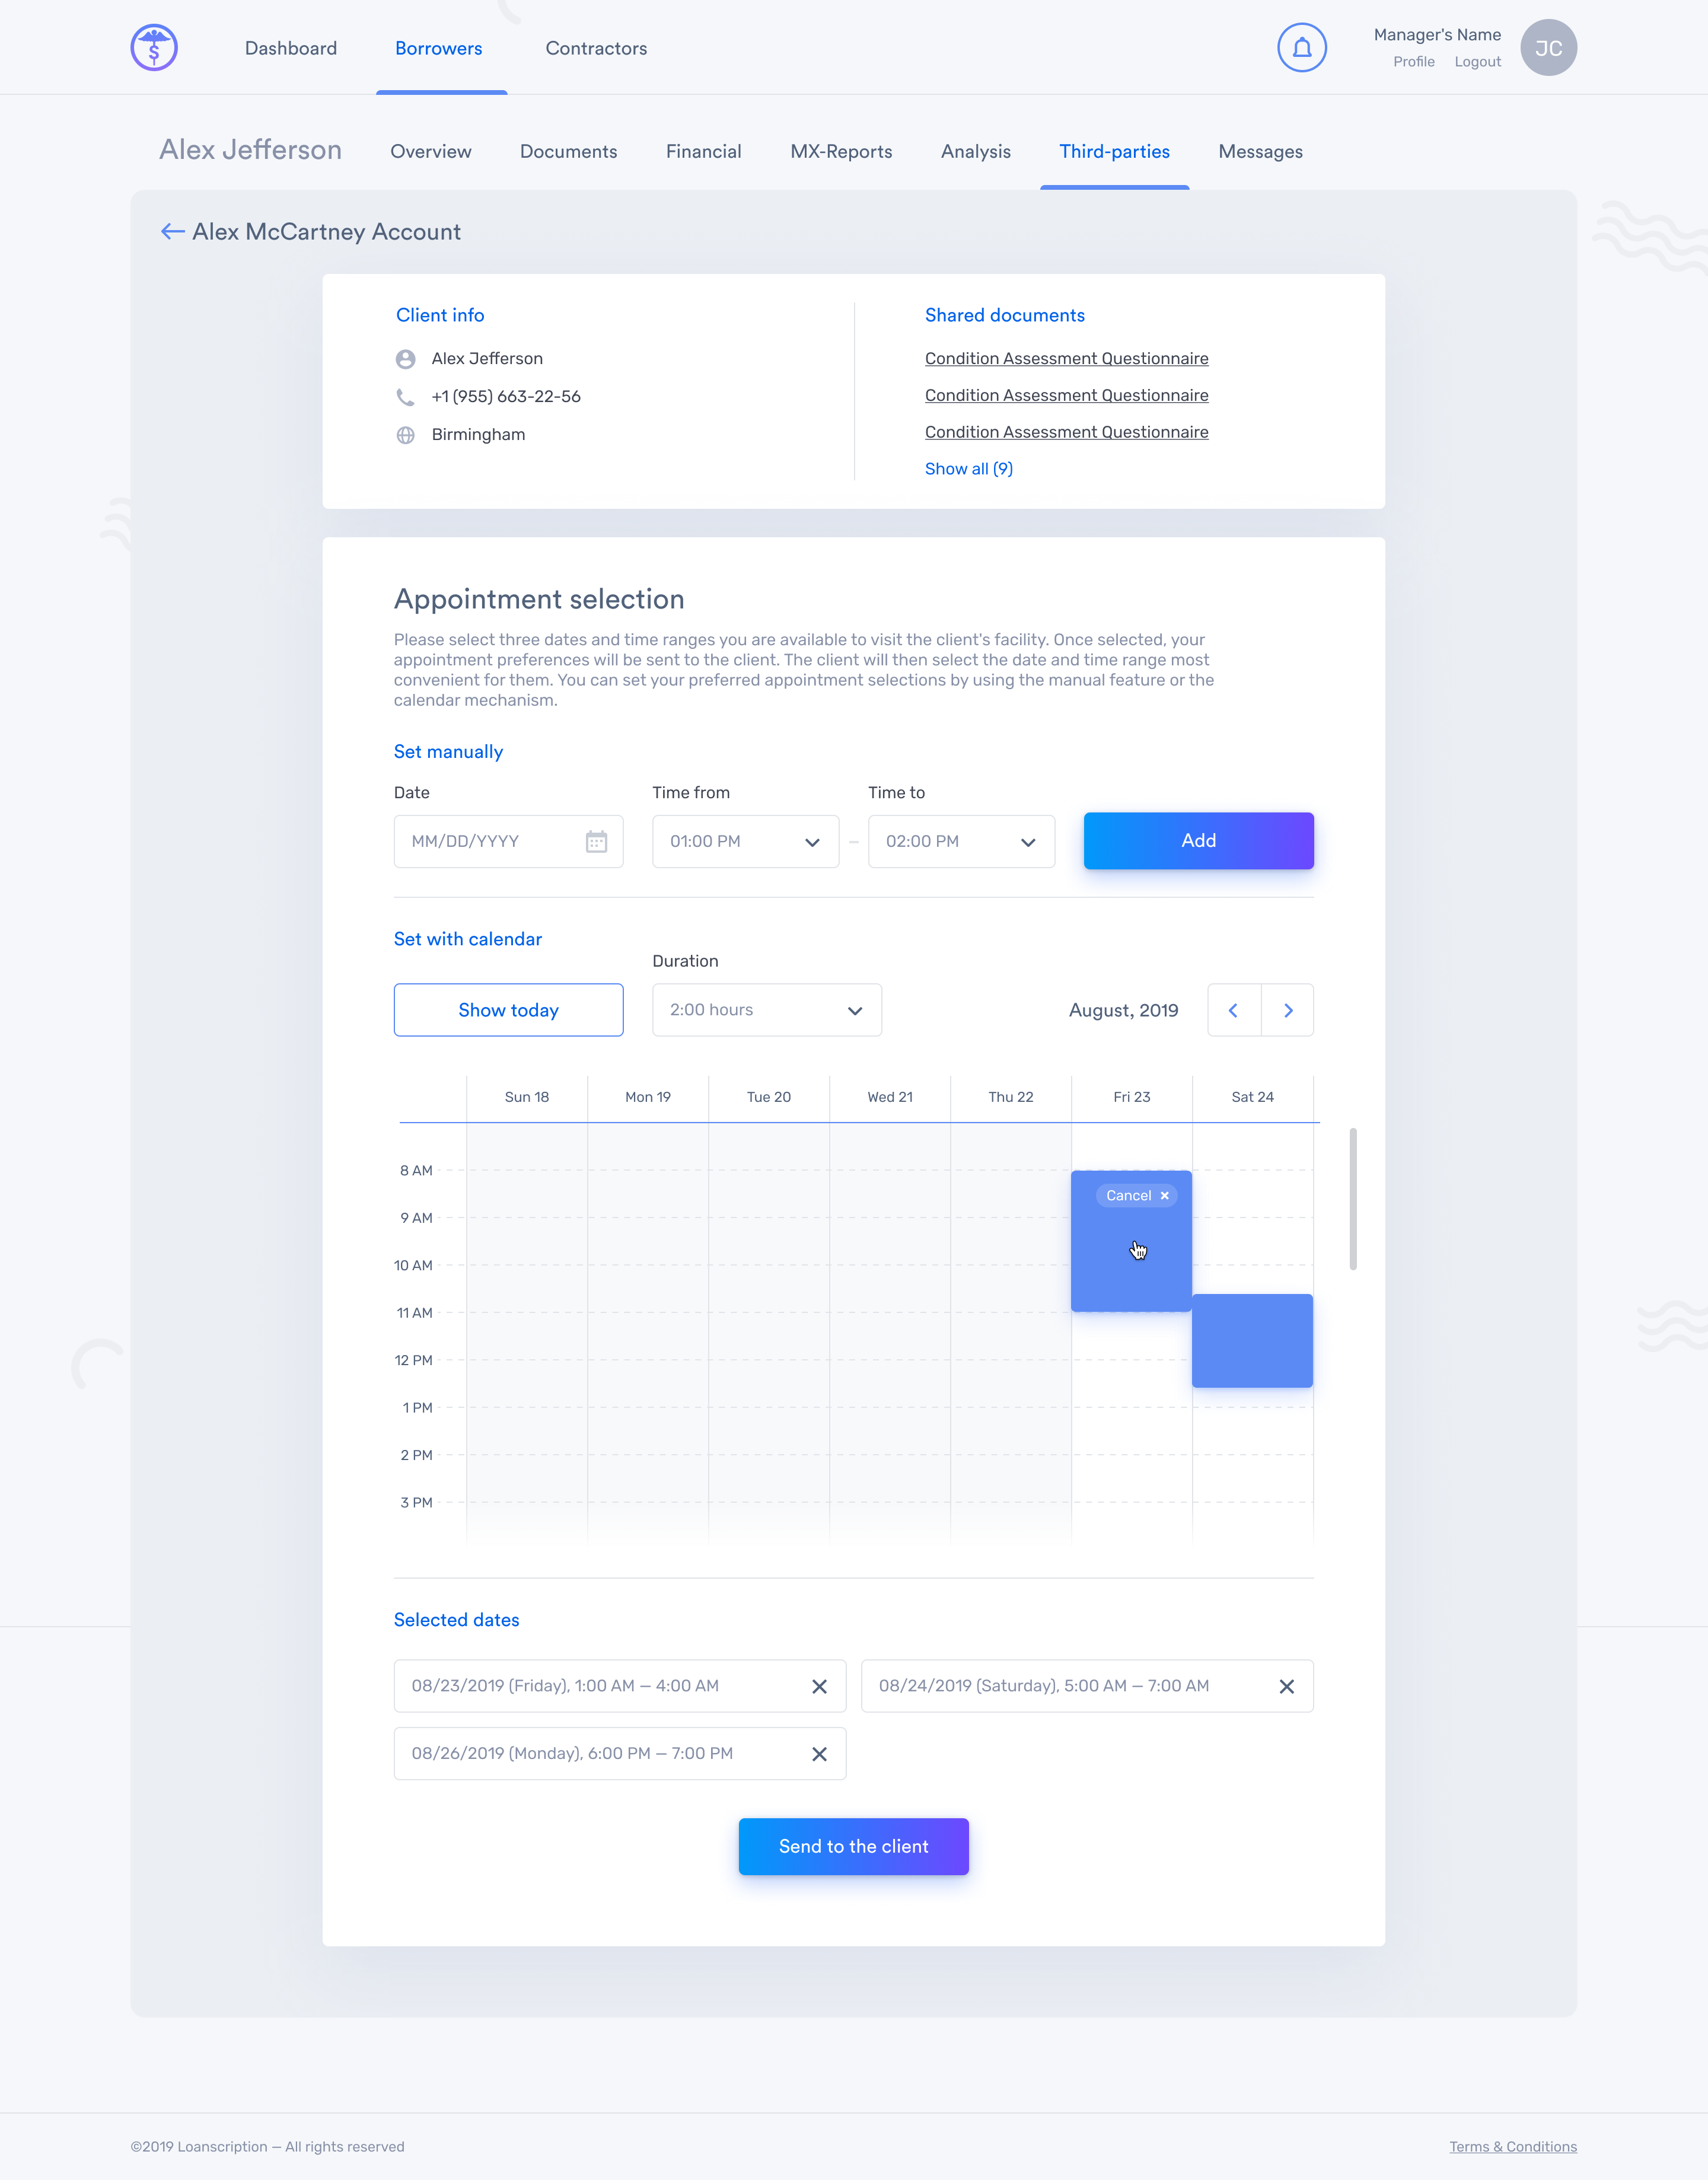 Dashboard
Borrowers
Contractors
Manager's Name
Profile
Logout
JC
Alex Jefferson
Overview
Documents
Financial
MX-Reports
Analysis
Third-parties
Messages
Alex McCartney Account
Client info
Alex Jefferson
+1 (955) 663-22-56
Birmingham
Shared documents
Condition Assessment Questionnaire
Condition Assessment Questionnaire
Condition Assessment Questionnaire
Show all (9)
Appointment selection
Please select three dates and time ranges you are available to visit the client's facility. Once selected, your
appointment preferences will be sent to the client. The client will then select the date and time range most
convenient for them. You can set your preferred appointment selections by using the manual feature or the
calendar mechanism.
Set manually
Date
Time from
Time to
MM/DD/YYYY
01:00 PM
–
02:00 PM
Add
Set with calendar
Duration
Show today
2:00 hours
August, 2019
Sun 18
Mon 19
Tue 20
Wed 21
Thu 22
Fri 23
Sat 24
8 AM
Cancel
9 AM
10 AM
11 AM
12 PM
1 PM
2 PM
3 PM
Selected dates
08/23/2019 (Friday), 1:00 AM — 4:00 AM
08/24/2019 (Saturday), 5:00 AM — 7:00 AM
08/26/2019 (Monday), 6:00 PM — 7:00 PM
Send to the client
©2019 Loanscription — All rights reserved
Terms & Conditions